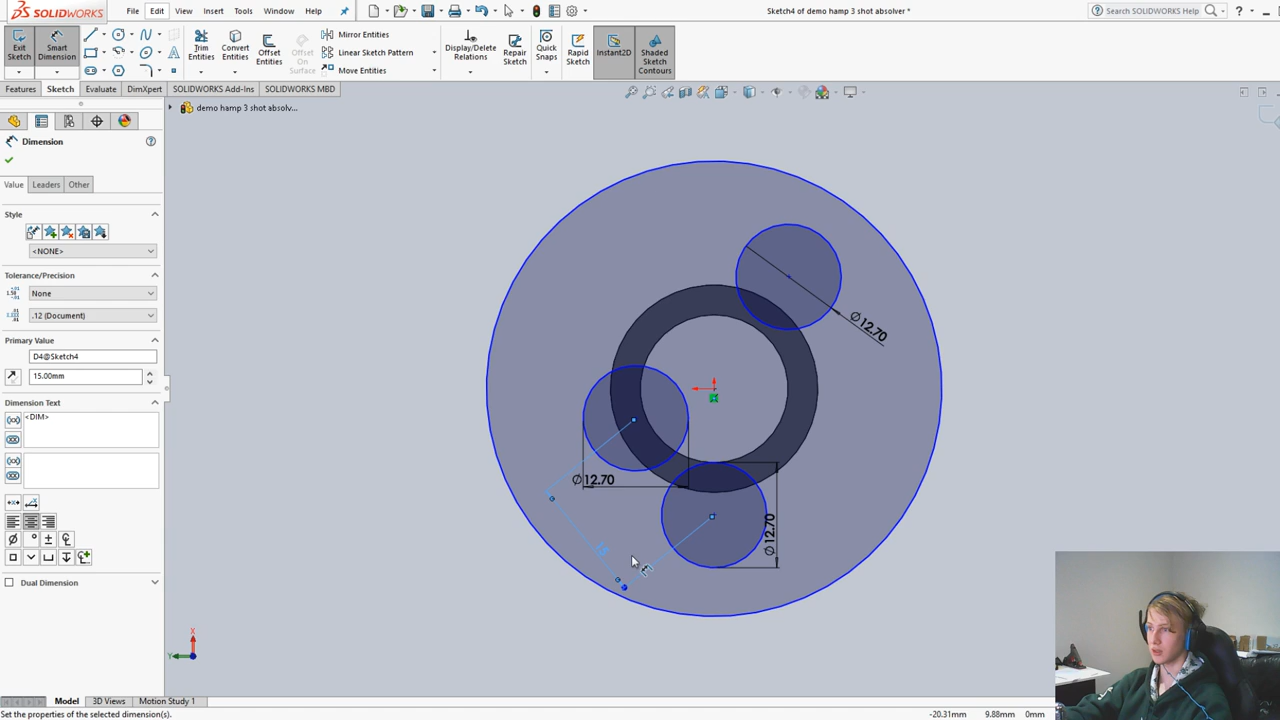 SOLIDWORKS File Edit View Insert Tools Window Help Sketch4 of demo hamp 3 shot absolver * Search SOLIDWORKS Help
Exit Sketch Smart Dimension Trim Entities Convert Entities Offset Entities Offset On Surface Mirror Entities Linear Sketch Pattern Move Entities Display/Delete Relations Repair Sketch Quick Snaps Rapid Sketch Instant2D Shaded Sketch Contours
Features Sketch Evaluate DimXpert SOLIDWORKS Add-Ins SOLIDWORKS MBD
demo hamp 3 shot absolv...
Dimension
Value Leaders Other
Style
<NONE>
Tolerance/Precision
None
.12 (Document)
Primary Value
D4@Sketch4
15.00mm
Dimension Text
<DIM>
Dual Dimension
Ø12.70
Ø12.70
Ø12.70
15
X
Y
Model 3D Views Motion Study 1
Set the properties of the selected dimension(s). -20.31mm 9.88mm 0mm